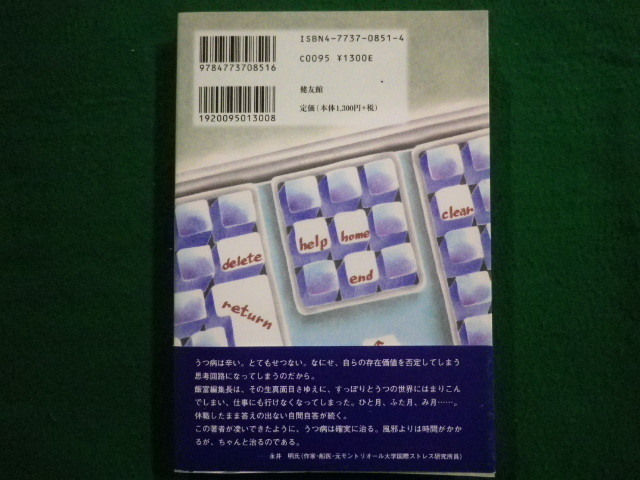 ISBN4-7737-0851-4
C0095 ¥1300E
9784773708516
健友館
定価(本体1,300円+税)
1920095013008
clear
help
home
delete
end
return
うつ病は辛い。とてもせつない。なにせ、自らの存在価値を否定してしまう
思考回路になってしまうのだから。
飯富編集長は、その生真面目さゆえに、すっぽりとうつの世界にはまりこん
でしまい、仕事にも行けなくなってしまった。ひと月、ふた月、み月……。
休職したまま答えの出ない自問自答が続く。
この著者が凌いできたように、うつ病は確実に治る。風邪よりは時間がかか
るが、ちゃんと治るのである。
──永井 明氏(作家・船医・元モントリオール大学国際ストレス研究所員)